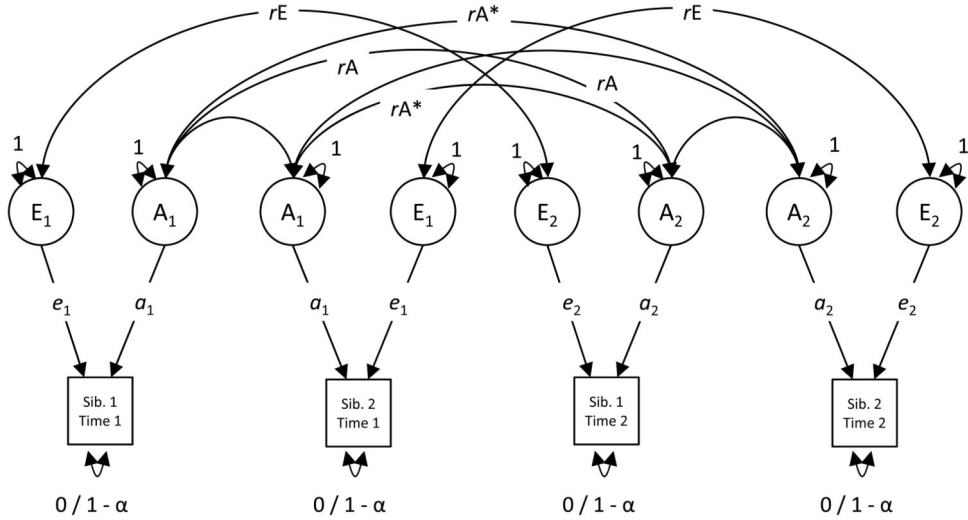 rE
rA*
rE
rA
rA
rA*
1
1
1
1
1
1
1
1
E₁
A₁
A₁
E₁
E₂
A₂
A₂
E₂
e₁
a₁
a₁
e₁
e₂
a₂
a₂
e₂
Sib. 1
Time 1
Sib. 2
Time 1
Sib. 1
Time 2
Sib. 2
Time 2
0 / 1 - α
0 / 1 - α
0 / 1 - α
0 / 1 - α